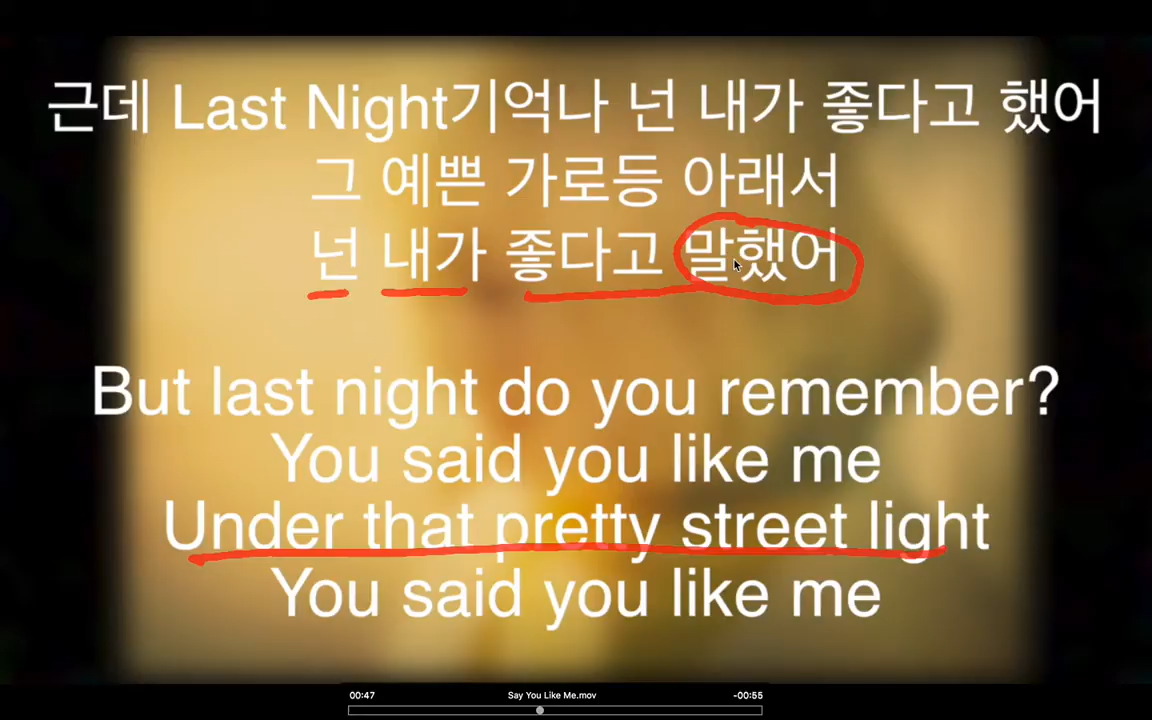 근데 Last Night기억나 넌 내가 좋다고 했어
그 예쁜 가로등 아래서
넌 내가 좋다고 말했어
But last night do you remember?
You said you like me
Under that pretty street light
You said you like me
00:47 Say You Like Me.mov -00:55